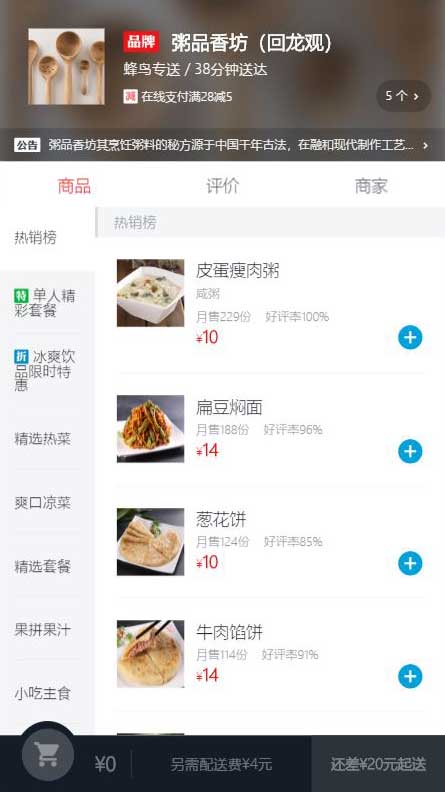 品牌 粥品香坊（回龙观）
蜂鸟专送 / 38分钟送达
减 在线支付满28减5
5 个 >
公告 粥品香坊其烹饪粥料的秘方源于中国千年古法，在融和现代制作工艺... >
商品 评价 商家
热销榜
特 单人精
彩套餐
折 冰爽饮
品限时特
惠
精选热菜
爽口凉菜
精选套餐
果拼果汁
小吃主食
热销榜
皮蛋瘦肉粥
咸粥
月售229份 好评率100%
¥10
扁豆焖面
月售188份 好评率96%
¥14
葱花饼
月售124份 好评率85%
¥10
牛肉馅饼
月售114份 好评率91%
¥14
¥0 另需配送费¥4元 还差¥20元起送